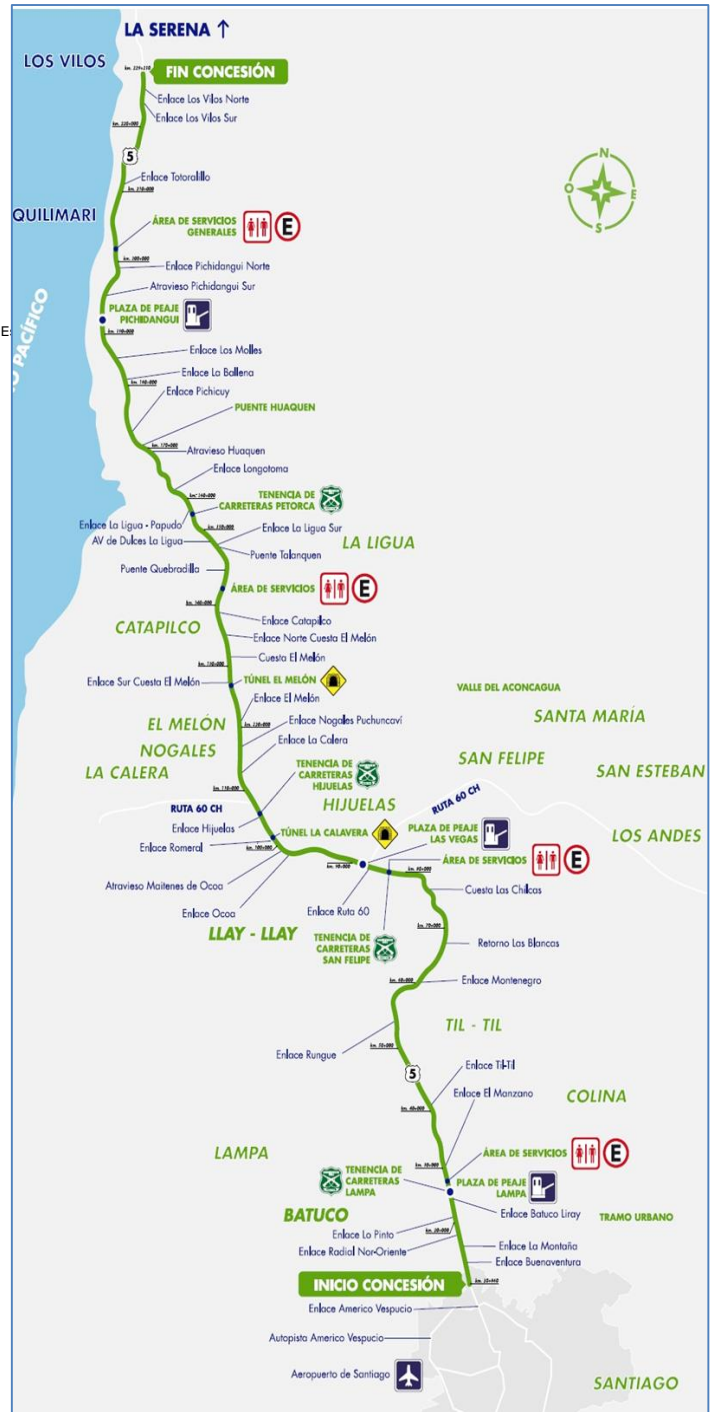 LA SERENA ↑
LOS VILOS
FIN CONCESIÓN
Enlace Los Vilos Norte
Enlace Los Vilos Sur
5
Enlace Totoralillo
QUILIMARI
ÁREA DE SERVICIOS
GENERALES
E
Enlace Pichidangui Norte
Atravieso Pichidangui Sur
PLAZA DE PEAJE
PICHIDANGUI
PACÍFICO
Enlace Los Molles
Enlace La Ballena
Enlace Pichicuy
PUENTE HUAQUEN
Atravieso Huaquen
Enlace Longotoma
TENENCIA DE
CARRETERAS PETORCA
Enlace La Ligua - Papudo
AV de Dulces La Ligua
Enlace La Ligua Sur
LA LIGUA
Puente Talanquen
Puente Quebradilla
ÁREA DE SERVICIOS
E
Enlace Catapilco
CATAPILCO
Enlace Norte Cuesta El Melón
Cuesta El Melón
Enlace Sur Cuesta El Melón
TÚNEL EL MELÓN
Enlace El Melón
VALLE DEL ACONCAGUA
EL MELÓN
Enlace Nogales Puchuncaví
SANTA MARÍA
NOGALES
Enlace La Calera
LA CALERA
TENENCIA DE
CARRETERAS
HIJUELAS
SAN FELIPE
SAN ESTEBAN
RUTA 60 CH
HIJUELAS
RUTA 60 CH
Enlace Hijuelas
TÚNEL LA CALAVERA
PLAZA DE PEAJE
LAS VEGAS
LOS ANDES
Enlace Romeral
ÁREA DE SERVICIOS
E
Atravieso Maitenes de Ocoa
Cuesta Las Chilcas
Enlace Ocoa
Enlace Ruta 60
LLAY - LLAY
TENENCIA DE
CARRETERAS
SAN FELIPE
Retorno Las Blancas
Enlace Montenegro
TIL - TIL
Enlace Rungue
5
Enlace Til-Til
Enlace El Manzano
COLINA
LAMPA
ÁREA DE SERVICIOS
E
TENENCIA DE
CARRETERAS
LAMPA
PLAZA DE PEAJE
LAMPA
BATUCO
Enlace Batuco Liray
TRAMO URBANO
Enlace Lo Pinto
Enlace Radial Nor-Oriente
Enlace La Montaña
Enlace Buenaventura
INICIO CONCESIÓN
Enlace Americo Vespucio
Autopista Americo Vespucio
Aeropuerto de Santiago
SANTIAGO
N
O
E
S